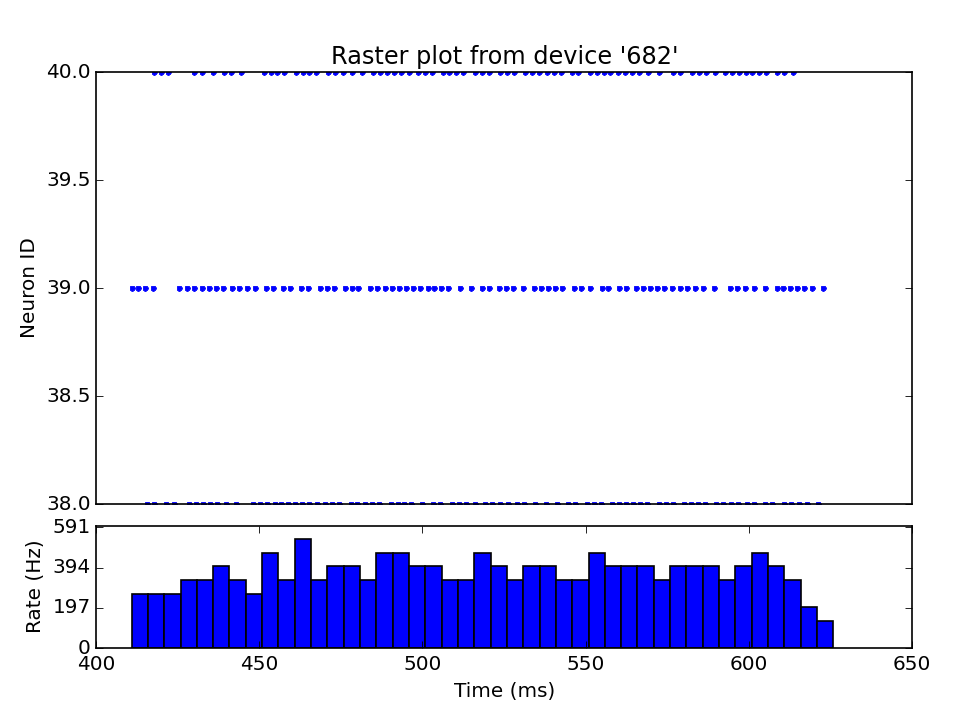 Raster plot from device '682'
40.0
39.5
39.0
38.5
38.0
Neuron ID
591
394
197
0
Rate (Hz)
400 450 500 550 600 650
Time (ms)